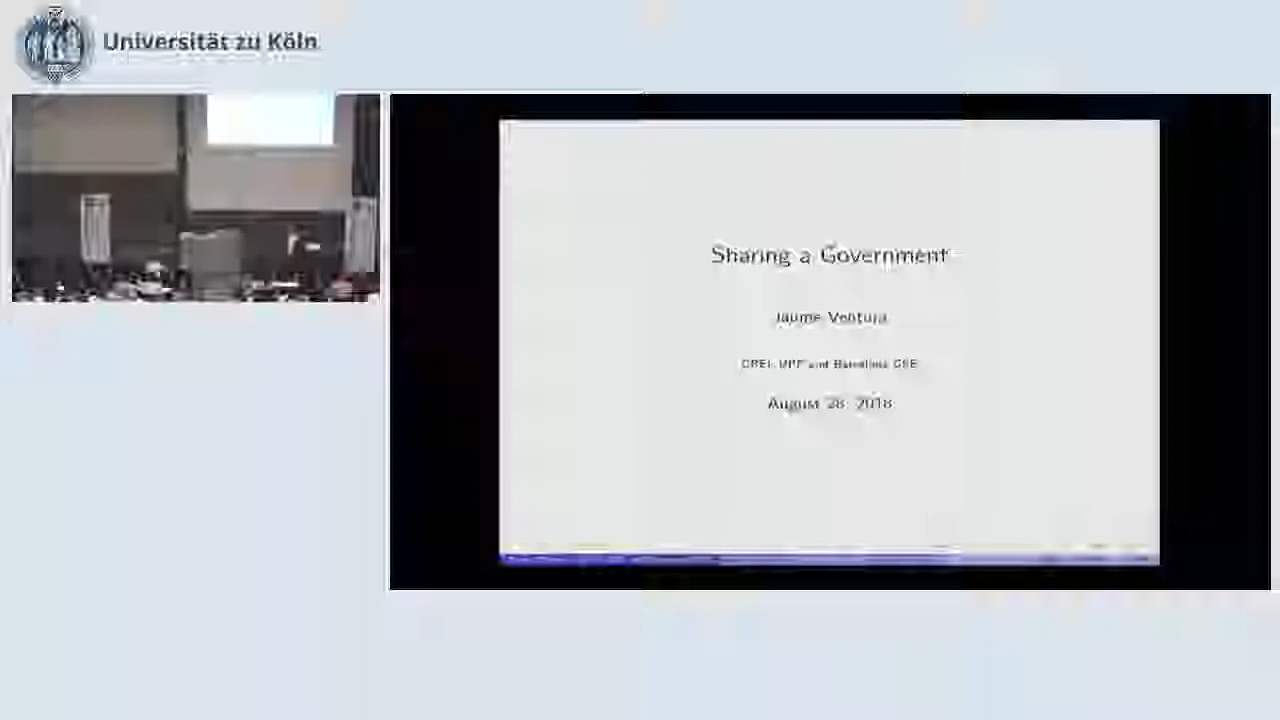 Universität zu Köln
Sharing a Government
Jaume Ventura
CREI, UPF and Barcelona GSE
August 28, 2018